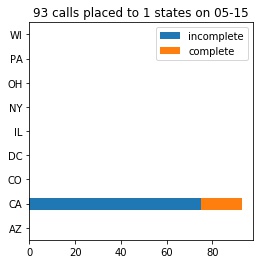 93 calls placed to 1 states on 05-15
incomplete
complete
WI
PA
OH
NY
IL
DC
CO
CA
AZ
0 20 40 60 80